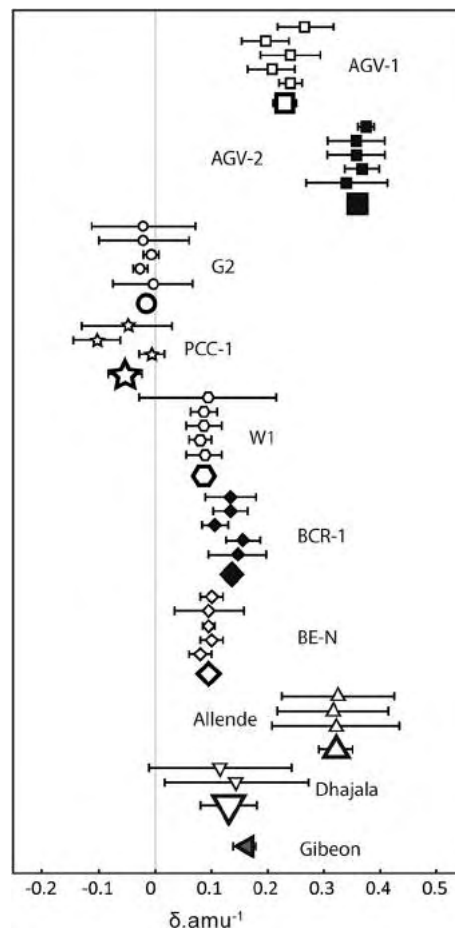 AGV-1
AGV-2
G2
PCC-1
W1
BCR-1
BE-N
Allende
Dhajala
Gibeon
-0.2 -0.1 0 0.1 0.2 0.3 0.4 0.5
δ.amu⁻¹